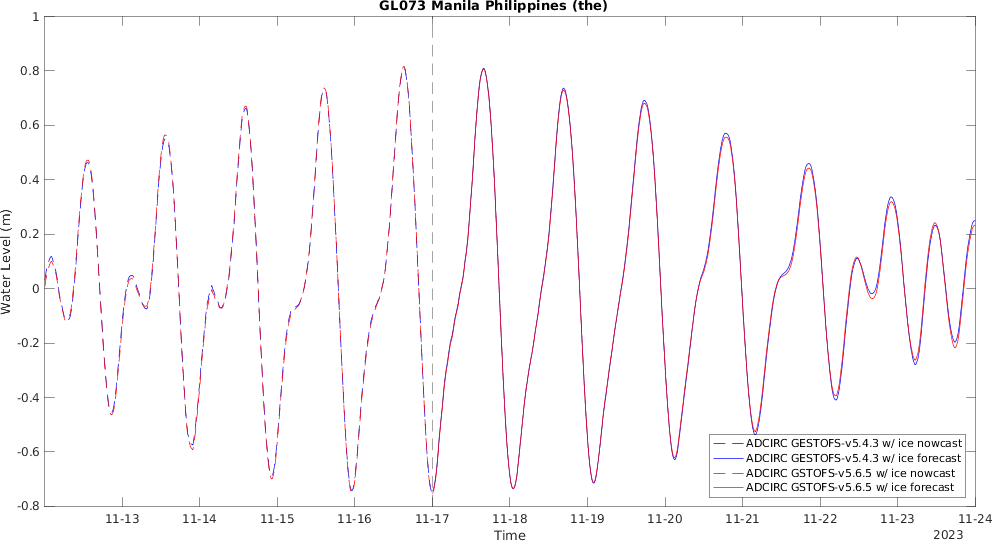 GL073 Manila Philippines (the)
1
0.8
0.6
0.4
0.2
0
-0.2
-0.4
-0.6
-0.8
Water Level (m)
ADCIRC GESTOFS-v5.4.3 w/ ice nowcast
ADCIRC GESTOFS-v5.4.3 w/ ice forecast
ADCIRC GSTOFS-v5.6.5 w/ ice nowcast
ADCIRC GSTOFS-v5.6.5 w/ ice forecast
11-13 11-14 11-15 11-16 11-17 11-18 11-19 11-20 11-21 11-22 11-23 11-24
Time
2023